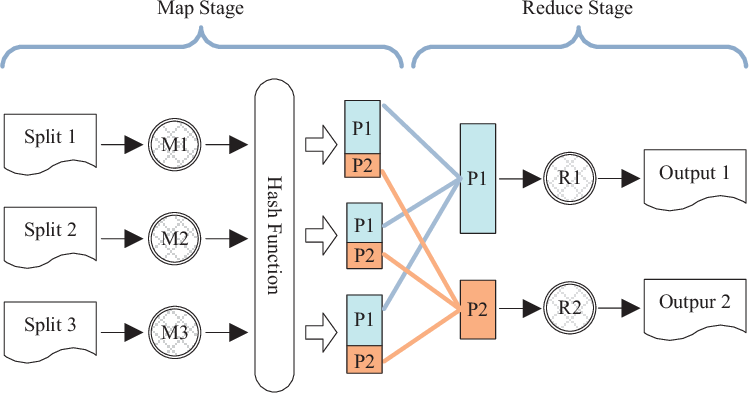 Map Stage
Reduce Stage
Split 1
M1
P1
P2
Split 2
M2
Hash Function
P1
P2
Split 3
M3
P1
P2
P1
R1
Output 1
P2
R2
Outpur 2